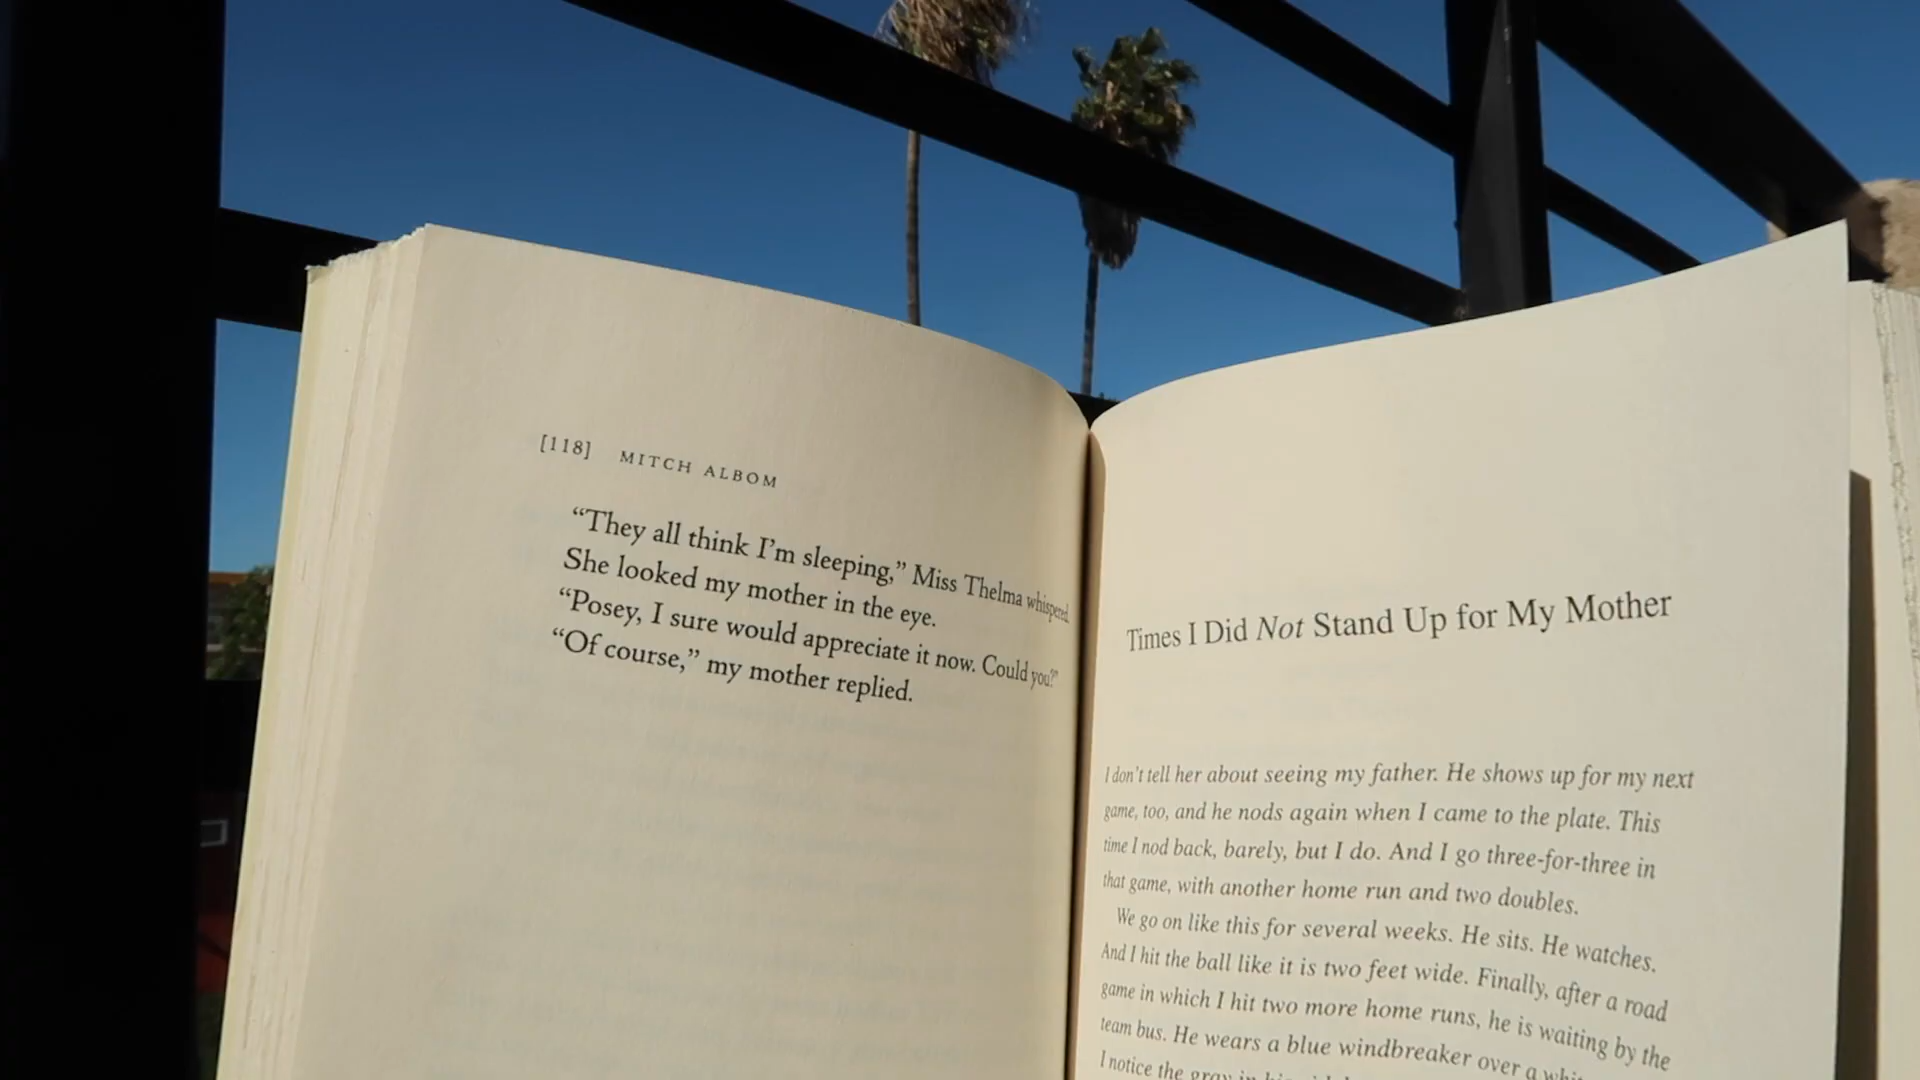 [118] MITCH ALBOM
“They all think I’m sleeping,” Miss Thelma whispered.
She looked my mother in the eye.
“Posey, I sure would appreciate it now. Could you?”
“Of course,” my mother replied.
Times I Did Not Stand Up for My Mother
I don’t tell her about seeing my father. He shows up for my next
game, too, and he nods again when I came to the plate. This
time I nod back, barely, but I do. And I go three-for-three in
that game, with another home run and two doubles.
We go on like this for several weeks. He sits. He watches.
And I hit the ball like it is two feet wide. Finally, after a road
game in which I hit two more home runs, he is waiting by the
team bus. He wears a blue windbreaker over a
I notice the gray in